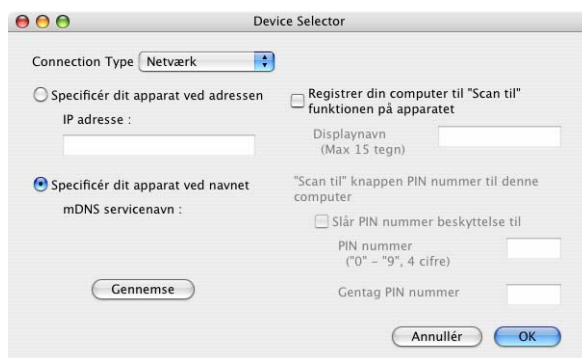 Device Selector
Connection Type Netværk
Specificér dit apparat ved adressen
IP adresse :
Specificér dit apparat ved navnet
mDNS servicenavn :
Gennemse
Registrer din computer til "Scan til"
funktionen på apparatet
Displaynavn
(Max 15 tegn)
"Scan til" knappen PIN nummer til denne
computer
Slår PIN nummer beskyttelse til
PIN nummer
("0" – "9", 4 cifre)
Gentag PIN nummer
Annullér
OK